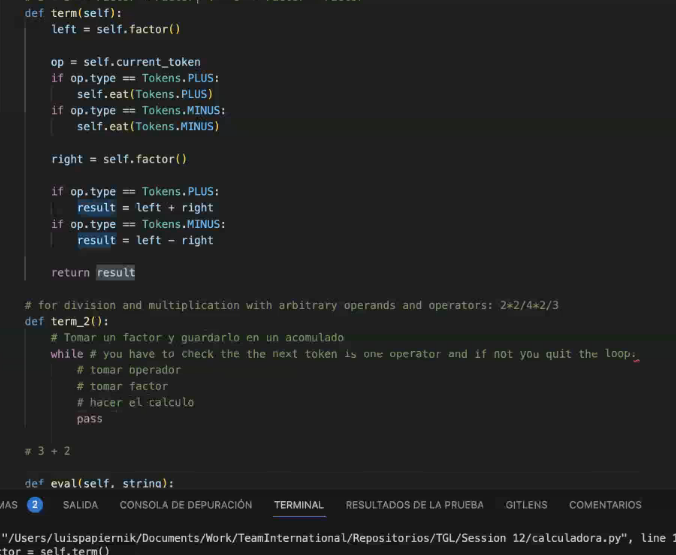 def term(self):
left = self.factor()
op = self.current_token
if op.type == Tokens.PLUS:
self.eat(Tokens.PLUS)
if op.type == Tokens.MINUS:
self.eat(Tokens.MINUS)
right = self.factor()
if op.type == Tokens.PLUS:
result = left + right
if op.type == Tokens.MINUS:
result = left - right
return result
# for division and multiplication with arbitrary operands and operators: 2*2/4*2/3
def term_2():
# Tomar un factor y guardarlo en un acomulado
while # you have to check the the next token is one operator and if not you quit the loop:
# tomar operador
# tomar factor
# hacer el calculo
pass
# 3 + 2
def eval(self, string):
MAS 2 SALIDA CONSOLA DE DEPURACIÓN TERMINAL RESULTADOS DE LA PRUEBA GITLENS COMENTARIOS
"/Users/luispapiernik/Documents/Work/TeamInternational/Repositorios/TGL/Session 12/calculadora.py", line 1
ctor = self.term()